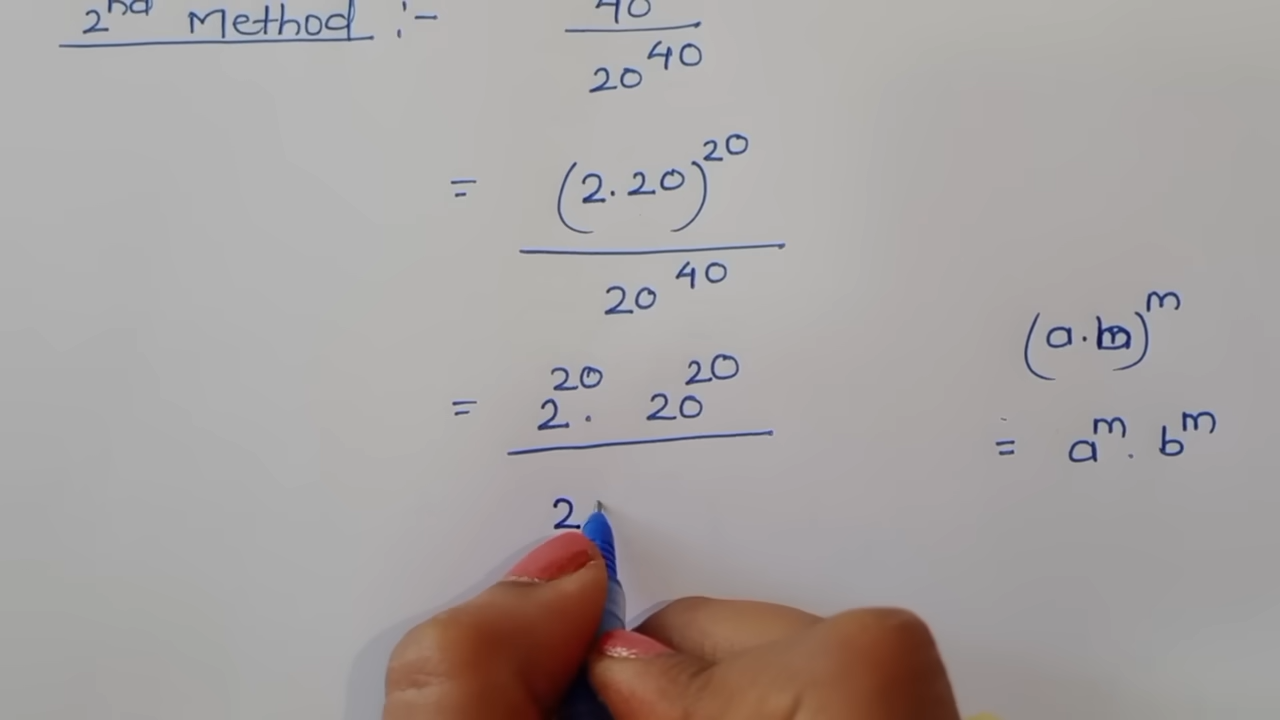 2nd Method :- 40
20^40
= (2.20)^20
20^40
= 2^20 . 20^20
2
(a.b)^m
= a^m . b^m